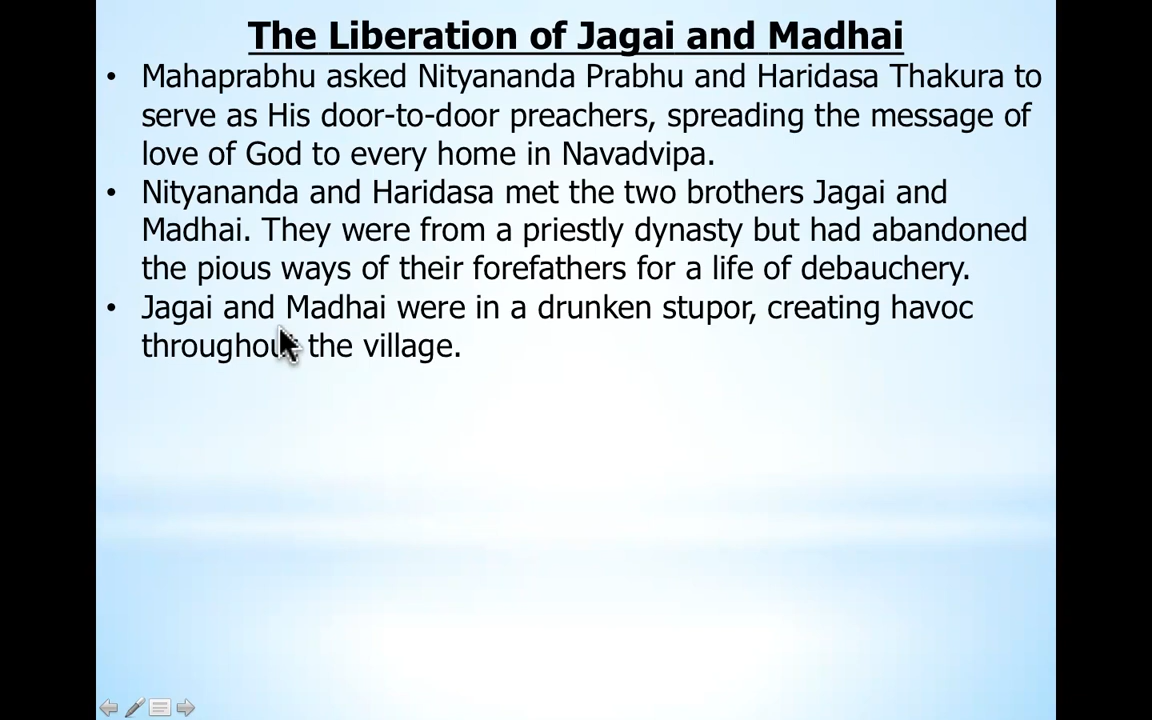 The Liberation of Jagai and Madhai
• Mahaprabhu asked Nityananda Prabhu and Haridasa Thakura to
serve as His door-to-door preachers, spreading the message of
love of God to every home in Navadvipa.
• Nityananda and Haridasa met the two brothers Jagai and
Madhai. They were from a priestly dynasty but had abandoned
the pious ways of their forefathers for a life of debauchery.
• Jagai and Madhai were in a drunken stupor, creating havoc
throughout the village.